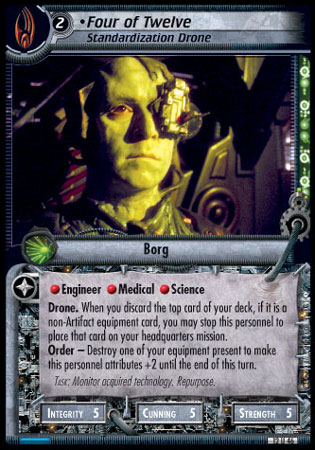 2 •Four of Twelve
Standardization Drone
Borg
Engineer Medical Science
Drone. When you discard the top card of your deck, if it is a
non-Artifact equipment card, you may stop this personnel to
place that card on your headquarters mission.
Order – Destroy one of your equipment present to make
this personnel attributes +2 until the end of this turn.
Task: Monitor acquired technology, Repurpose.
Integrity 5 Cunning 5 Strength 5